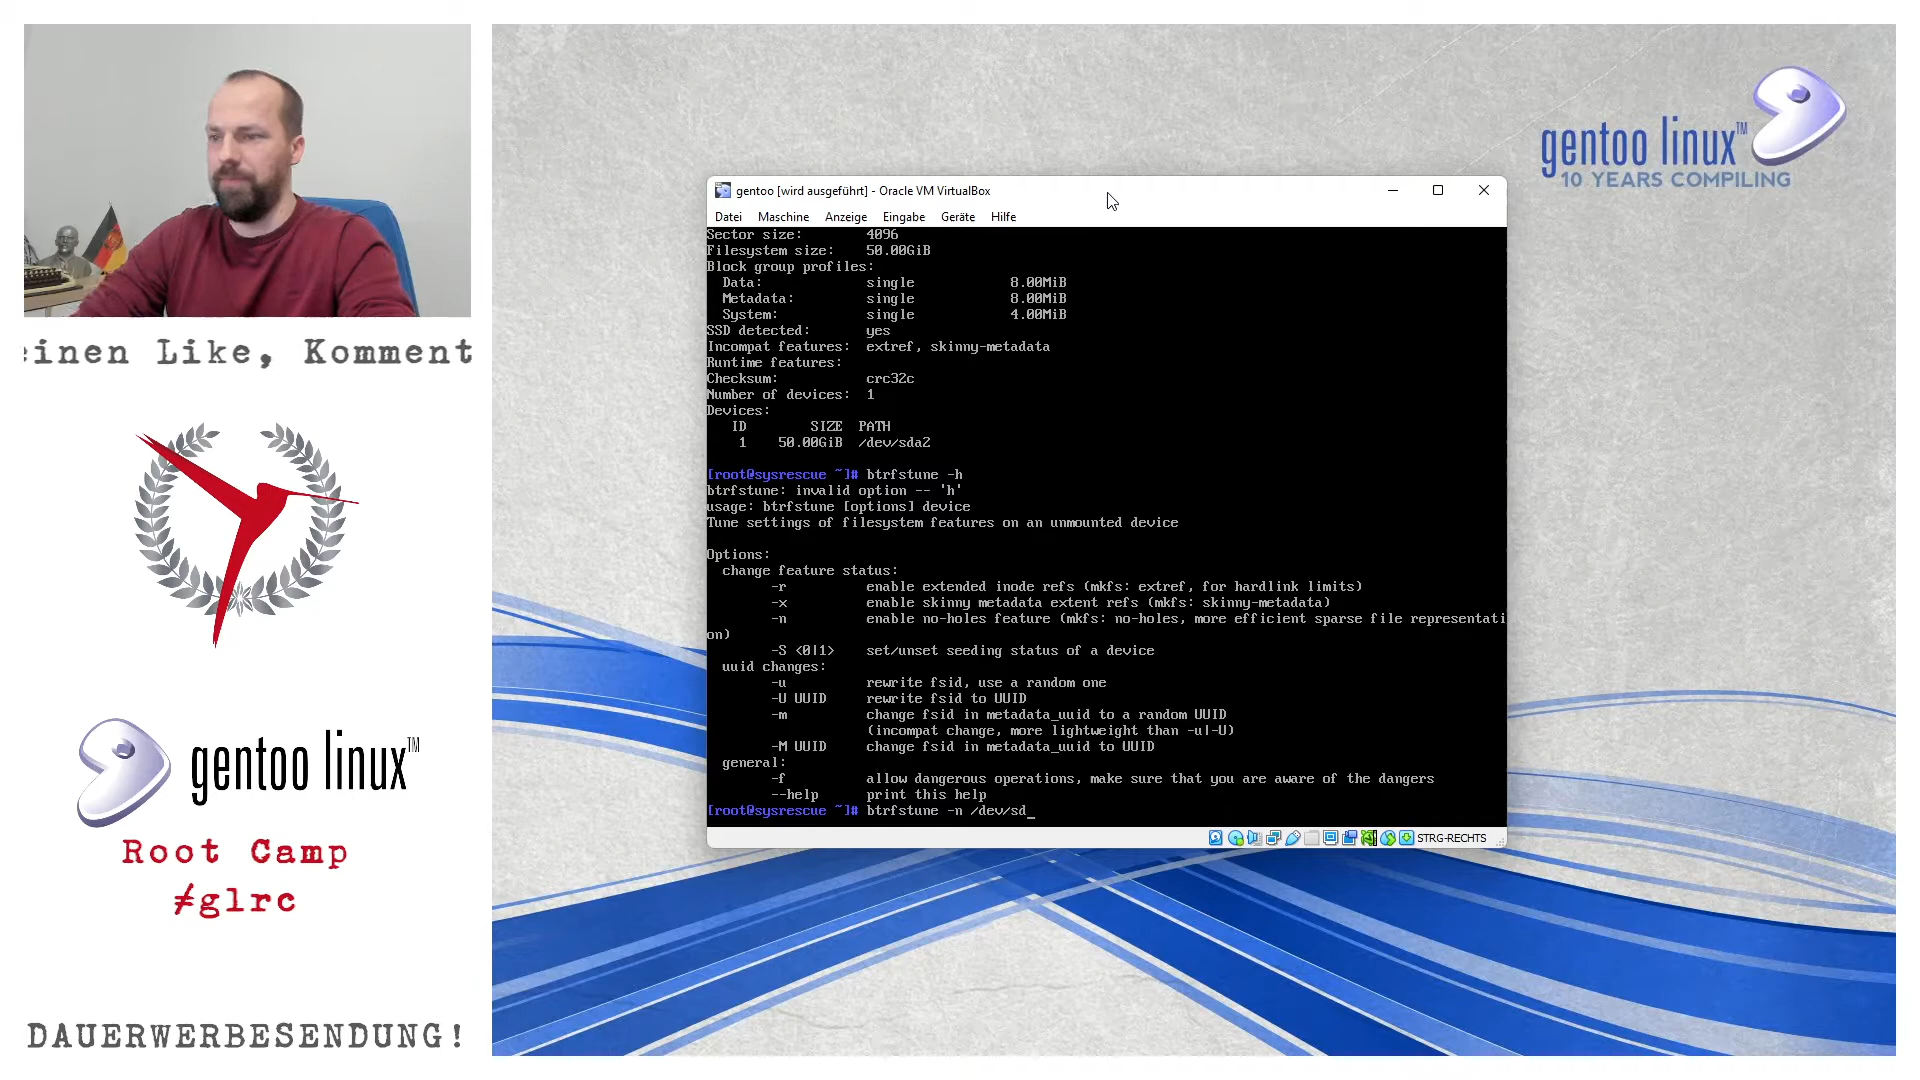 einen Like, Komment
gentoo linux™
Root Camp
≠glrc
DAUERWERBESENDUNG!
gentoo linux™
10 YEARS COMPILING
gentoo [wird ausgeführt] - Oracle VM VirtualBox
Datei Maschine Anzeige Eingabe Geräte Hilfe
Sector size: 4096
Filesystem size: 50.00GiB
Block group profiles:
Data: single 8.00MiB
Metadata: single 8.00MiB
System: single 4.00MiB
SSD detected: yes
Incompat features: extref, skinny-metadata
Runtime features:
Checksum: crc32c
Number of devices: 1
Devices:
ID SIZE PATH
1 50.00GiB /dev/sda2
[root@sysrescue ~]# btrfstune -h
btrfstune: invalid option -- 'h'
usage: btrfstune [options] device
Tune settings of filesystem features on an unmounted device
Options:
change feature status:
-r enable extended inode refs (mkfs: extref, for hardlink limits)
-x enable skinny metadata extent refs (mkfs: skinny-metadata)
-n enable no-holes feature (mkfs: no-holes, more efficient sparse file representati
on)
-S <0|1> set/unset seeding status of a device
uuid changes:
-u rewrite fsid, use a random one
-U UUID rewrite fsid to UUID
-m change fsid in metadata_uuid to a random UUID
(incompat change, more lightweight than -u|-U)
-M UUID change fsid in metadata_uuid to UUID
general:
-f allow dangerous operations, make sure that you are aware of the dangers
--help print this help
[root@sysrescue ~]# btrfstune -n /dev/sd_
STRG-RECHTS